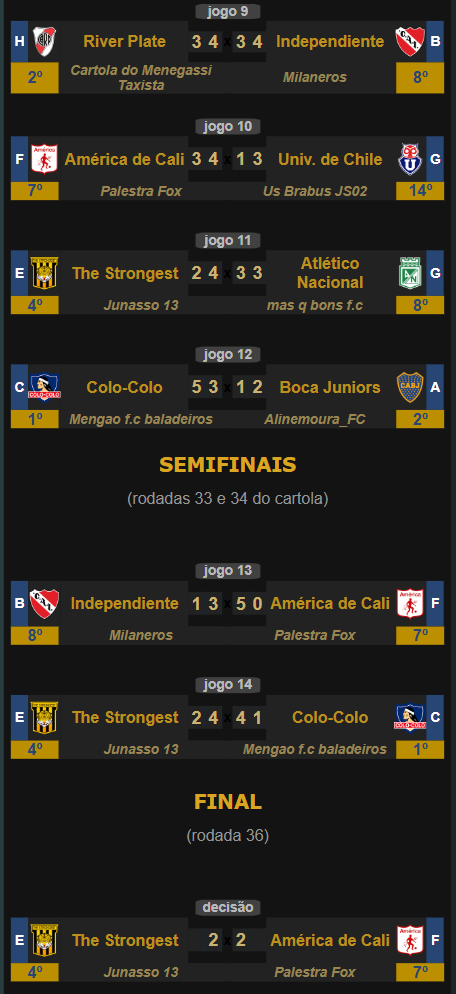 jogo 9
H River Plate 3 4 x 3 4 Independiente B
2º Cartola do Menegassi Taxista Milaneros 8º
jogo 10
F América de Cali 3 4 x 1 3 Univ. de Chile G
7º Palestra Fox Us Brabus JS02 14º
jogo 11
E The Strongest 2 4 x 3 3 Atlético Nacional G
4º Junasso 13 mas q bons f.c 8º
jogo 12
C Colo-Colo 5 3 x 1 2 Boca Juniors A
1º Mengao f.c baladeiros Alinemoura_FC 2º
SEMIFINAIS
(rodadas 33 e 34 do cartola)
jogo 13
B Independiente 1 3 x 5 0 América de Cali F
8º Milaneros Palestra Fox 7º
jogo 14
E The Strongest 2 4 x 4 1 Colo-Colo C
4º Junasso 13 Mengao f.c baladeiros 1º
FINAL
(rodada 36)
decisão
E The Strongest 2 x 2 América de Cali F
4º Junasso 13 Palestra Fox 7º